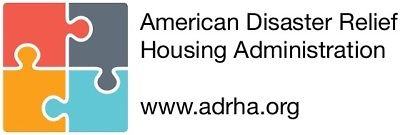 American Disaster Relief
Housing Administration
www.adrha.org